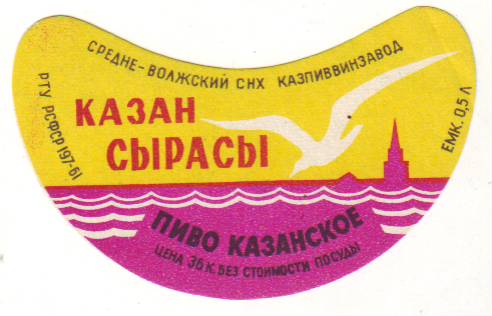 СРЕДНЕ-ВОЛЖСКИЙ СНХ КАЗПИВВИНЗАВОД
РТУ РСФСР 197-61
КАЗАН
СЫРАСЫ
ЕМК. 0,5 Л
ПИВО КАЗАНСКОЕ
ЦЕНА 36 К. БЕЗ СТОИМОСТИ ПОСУДЫ